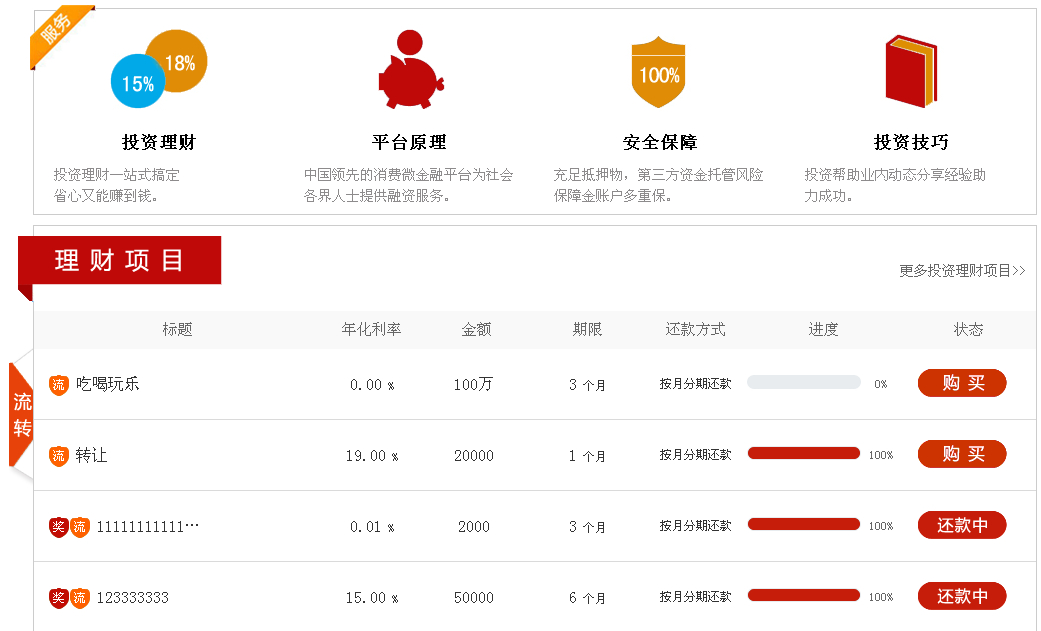 服务
15%
18%
100%
投资理财
平台原理
安全保障
投资技巧
投资理财一站式搞定
省心又能赚到钱。
中国领先的消费微金融平台为社会
各界人士提供融资服务。
充足抵押物，第三方资金托管风险
保障金账户多重保。
投资帮助业内动态分享经验助
力成功。
理财项目
更多投资理财项目>>
标题 年化利率 金额 期限 还款方式 进度 状态
流转
流 吃喝玩乐 0.00 % 100万 3 个月 按月分期还款 0% 购买
流 转让 19.00 % 20000 1 个月 按月分期还款 100% 购买
奖 流 11111111111… 0.01 % 2000 3 个月 按月分期还款 100% 还款中
奖 流 123333333 15.00 % 50000 6 个月 按月分期还款 100% 还款中